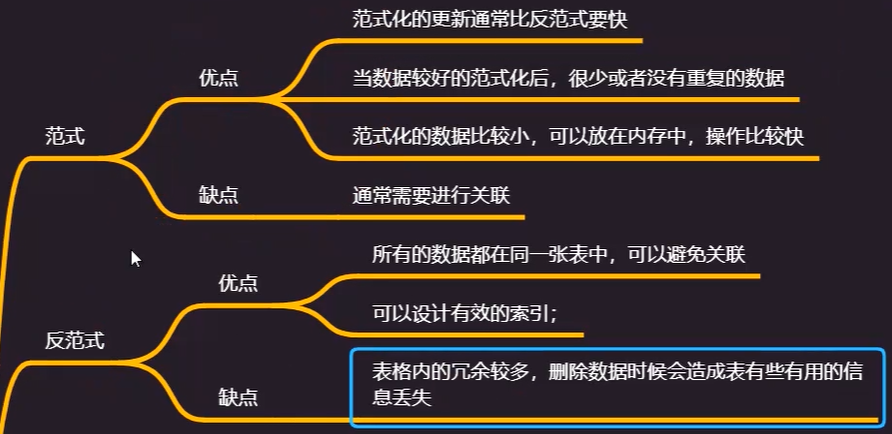 范式化的更新通常比反范式要快
优点
当数据较好的范式化后，很少或者没有重复的数据
范式
范式化的数据比较小，可以放在内存中，操作比较快
缺点
通常需要进行关联
所有的数据都在同一张表中，可以避免关联
优点
可以设计有效的索引；
反范式
表格内的冗余较多，删除数据时候会造成表有些有用的信
息丢失
缺点